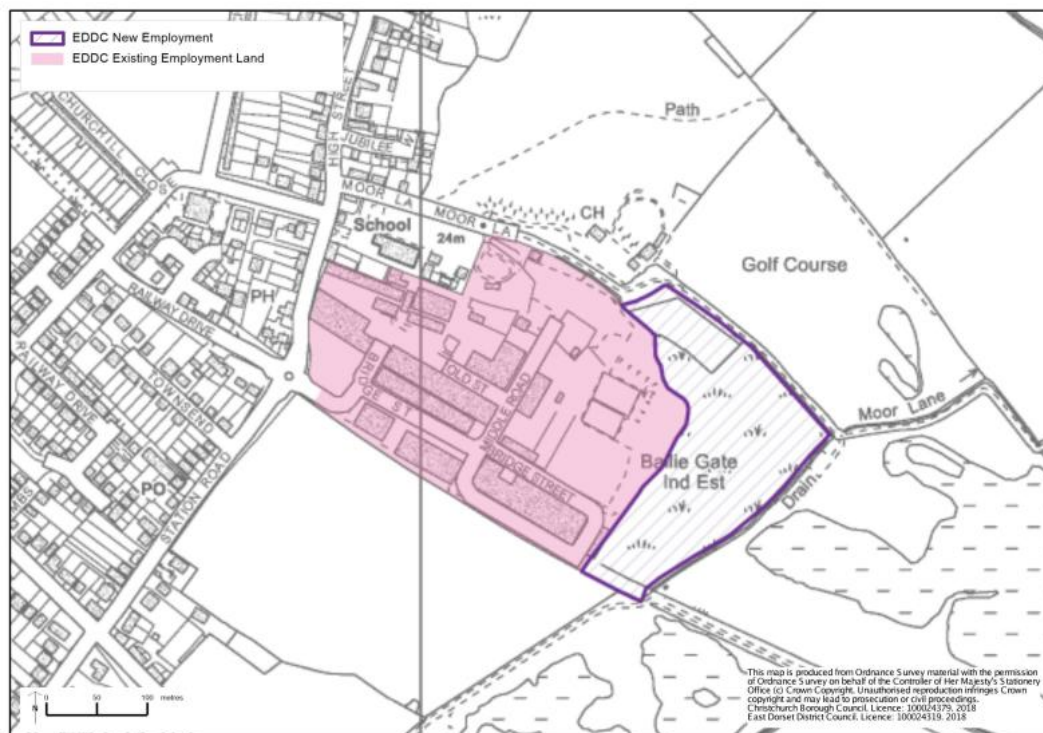 EDDC New Employment
EDDC Existing Employment Land
CHURCHILL CLOSE
HIGH STREET
JUBILEE
Path
MOOR LA
MOOR LA
School
24m
CH
Golf Course
PH
RAILWAY DRIVE
RAILWAY DRIVE
TOWNSEND
OLD ST
BRIDGE ST
MIDDLE ROAD
BRIDGE STREET
Moor Lane
Bailie Gate
Ind Est
Drain
PO
STATION ROAD
MBS
N
0 50 100 metres
This map is produced from Ordnance Survey material with the permission
of Ordnance Survey on behalf of the Controller of Her Majesty's Stationery
Office (c) Crown Copyright. Unauthorised reproduction infringes Crown
copyright and may lead to prosecution or civil proceedings.
Christchurch Borough Council. Licence: 100024379. 2018
East Dorset District Council. Licence: 100024319. 2018